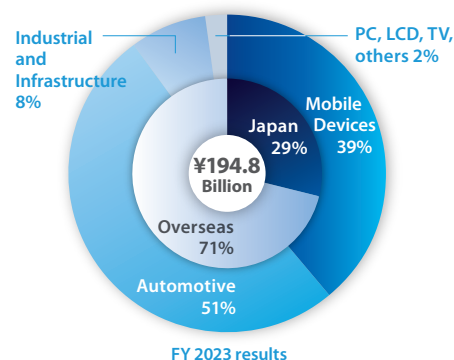 Industrial
and
Infrastructure
8%
PC, LCD, TV,
others 2%
Mobile
Devices
39%
Japan
29%
¥194.8
Billion
Overseas
71%
Automotive
51%
FY 2023 results